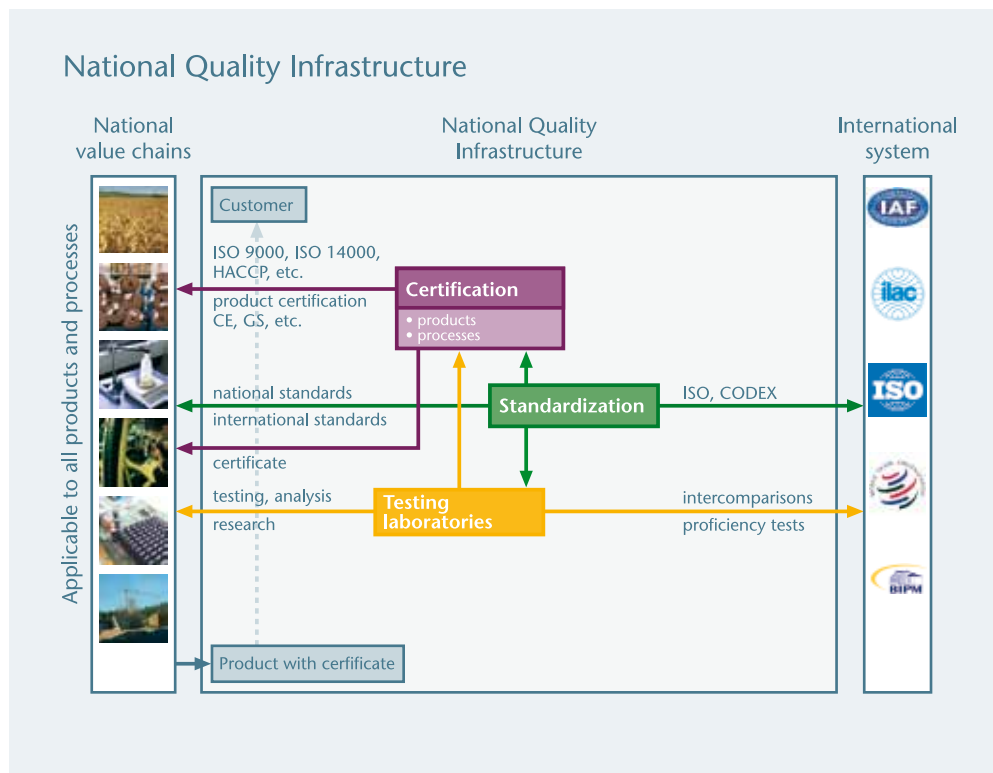 National Quality Infrastructure
National
value chains
National Quality
Infrastructure
International
system
Applicable to all products and processes
Customer
ISO 9000, ISO 14000,
HACCP, etc.
product certification
CE, GS, etc.
Certification
• products
• processes
national standards
international standards
Standardization
ISO, CODEX
certificate
testing, analysis
research
Testing
laboratories
intercomparisons
proficiency tests
Product with cerfificate
IAF
ilac
ISO
BIPM